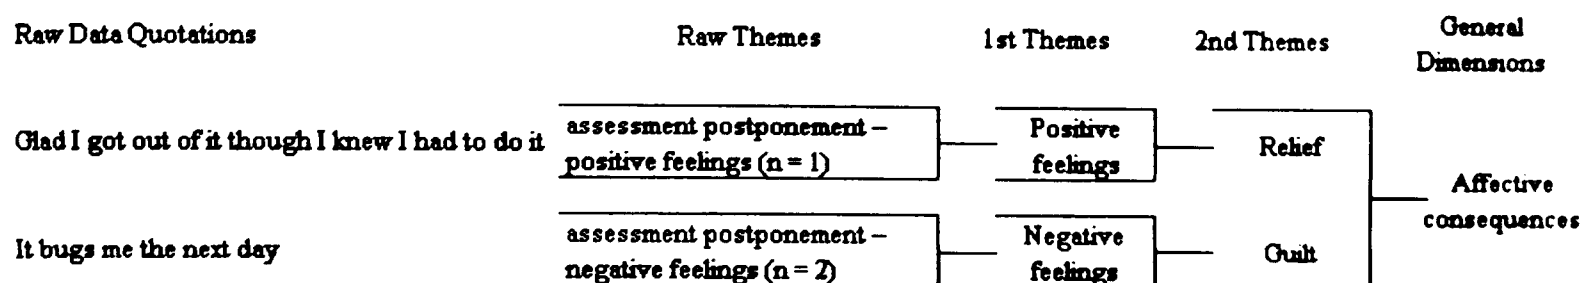 Raw Data Quotations
Raw Themes
1st Themes
2nd Themes
General
Dimensions
Glad I got out of it though I knew I had to do it
assessment postponement –
positive feelings (n = 1)
Positive
feelings
Relief
Affective
consequences
It bugs me the next day
assessment postponement –
negative feelings (n = 2)
Negative
feelings
Guilt